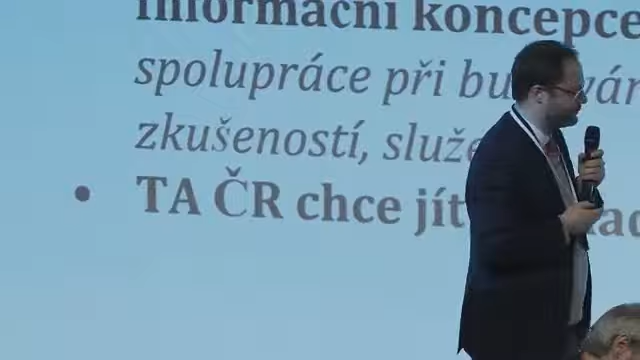 informační koncepce
spolupráce při
zkušeností,
• TA ČR chce jít